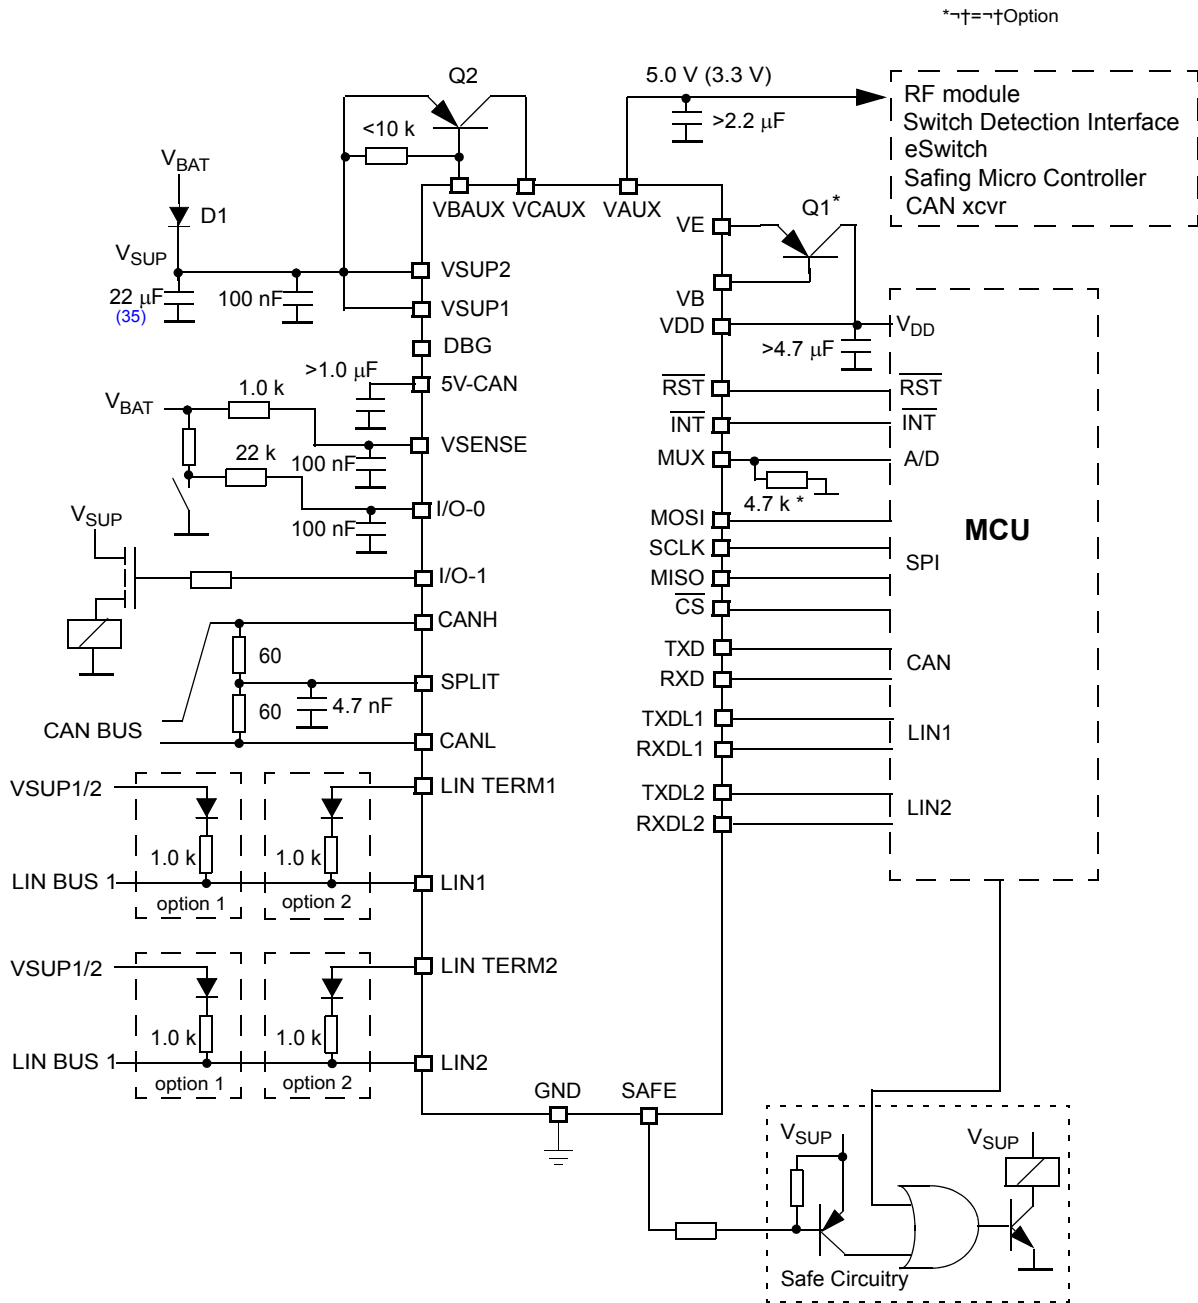 *¬†=¬†Option
Q2
5.0 V (3.3 V)
RF module
Switch Detection Interface
eSwitch
Safing Micro Controller
CAN xcvr
>2.2 μF
<10 k
VBAT
D1
VSUP
22 μF
(35)
100 nF
VBAUX
VCAUX
VAUX
VE
Q1*
VB
VDD
VDD
>4.7 μF
VSUP2
VSUP1
DBG
5V-CAN
>1.0 μF
VBAT
1.0 k
VSENSE
100 nF
22 k
I/O-0
100 nF
VSUP
I/O-1
CANH
60
SPLIT
60
4.7 nF
CAN BUS
CANL
RST
RST
INT
INT
MUX
A/D
4.7 k *
MOSI
SCLK
MISO
CS
SPI
MCU
TXD
RXD
CAN
TXDL1
RXDL1
LIN1
TXDL2
RXDL2
LIN2
VSUP1/2
LIN TERM1
1.0 k
1.0 k
LIN BUS 1
LIN1
option 1
option 2
VSUP1/2
LIN TERM2
1.0 k
1.0 k
LIN BUS 1
LIN2
option 1
option 2
GND
SAFE
VSUP
VSUP
Safe Circuitry